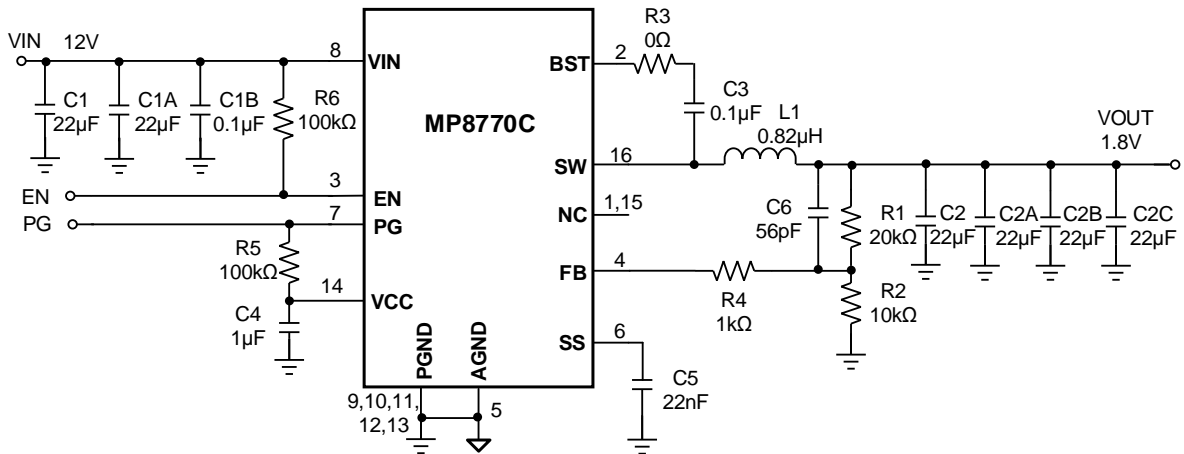 VIN 12V
8
VIN
C1
22µF
C1A
22µF
C1B
0.1µF
R6
100kΩ
EN
3
EN
PG
7
PG
R5
100kΩ
14
VCC
C4
1µF
MP8770C
PGND
AGND
9,10,11,
12,13
5
BST
2
R3
0Ω
C3
0.1µF
L1
0.82µH
SW
16
NC
1,15
FB
4
R4
1kΩ
C6
56pF
R1
20kΩ
R2
10kΩ
C2
22µF
C2A
22µF
C2B
22µF
C2C
22µF
VOUT
1.8V
SS
6
C5
22nF